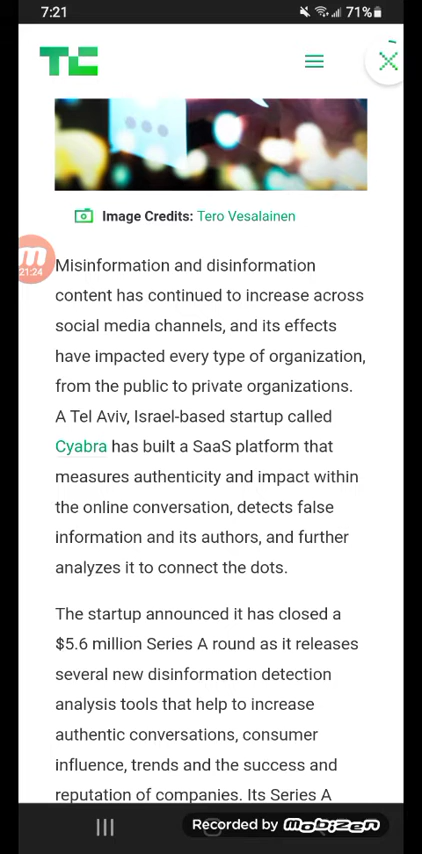 7:21
71%
TC
Image Credits: Tero Vesalainen
m
21:24
Misinformation and disinformation
content has continued to increase across
social media channels, and its effects
have impacted every type of organization,
from the public to private organizations.
A Tel Aviv, Israel-based startup called
Cyabra has built a SaaS platform that
measures authenticity and impact within
the online conversation, detects false
information and its authors, and further
analyzes it to connect the dots.
The startup announced it has closed a
$5.6 million Series A round as it releases
several new disinformation detection
analysis tools that help to increase
authentic conversations, consumer
influence, trends and the success and
reputation of companies. Its Series A
Recorded by mobizen